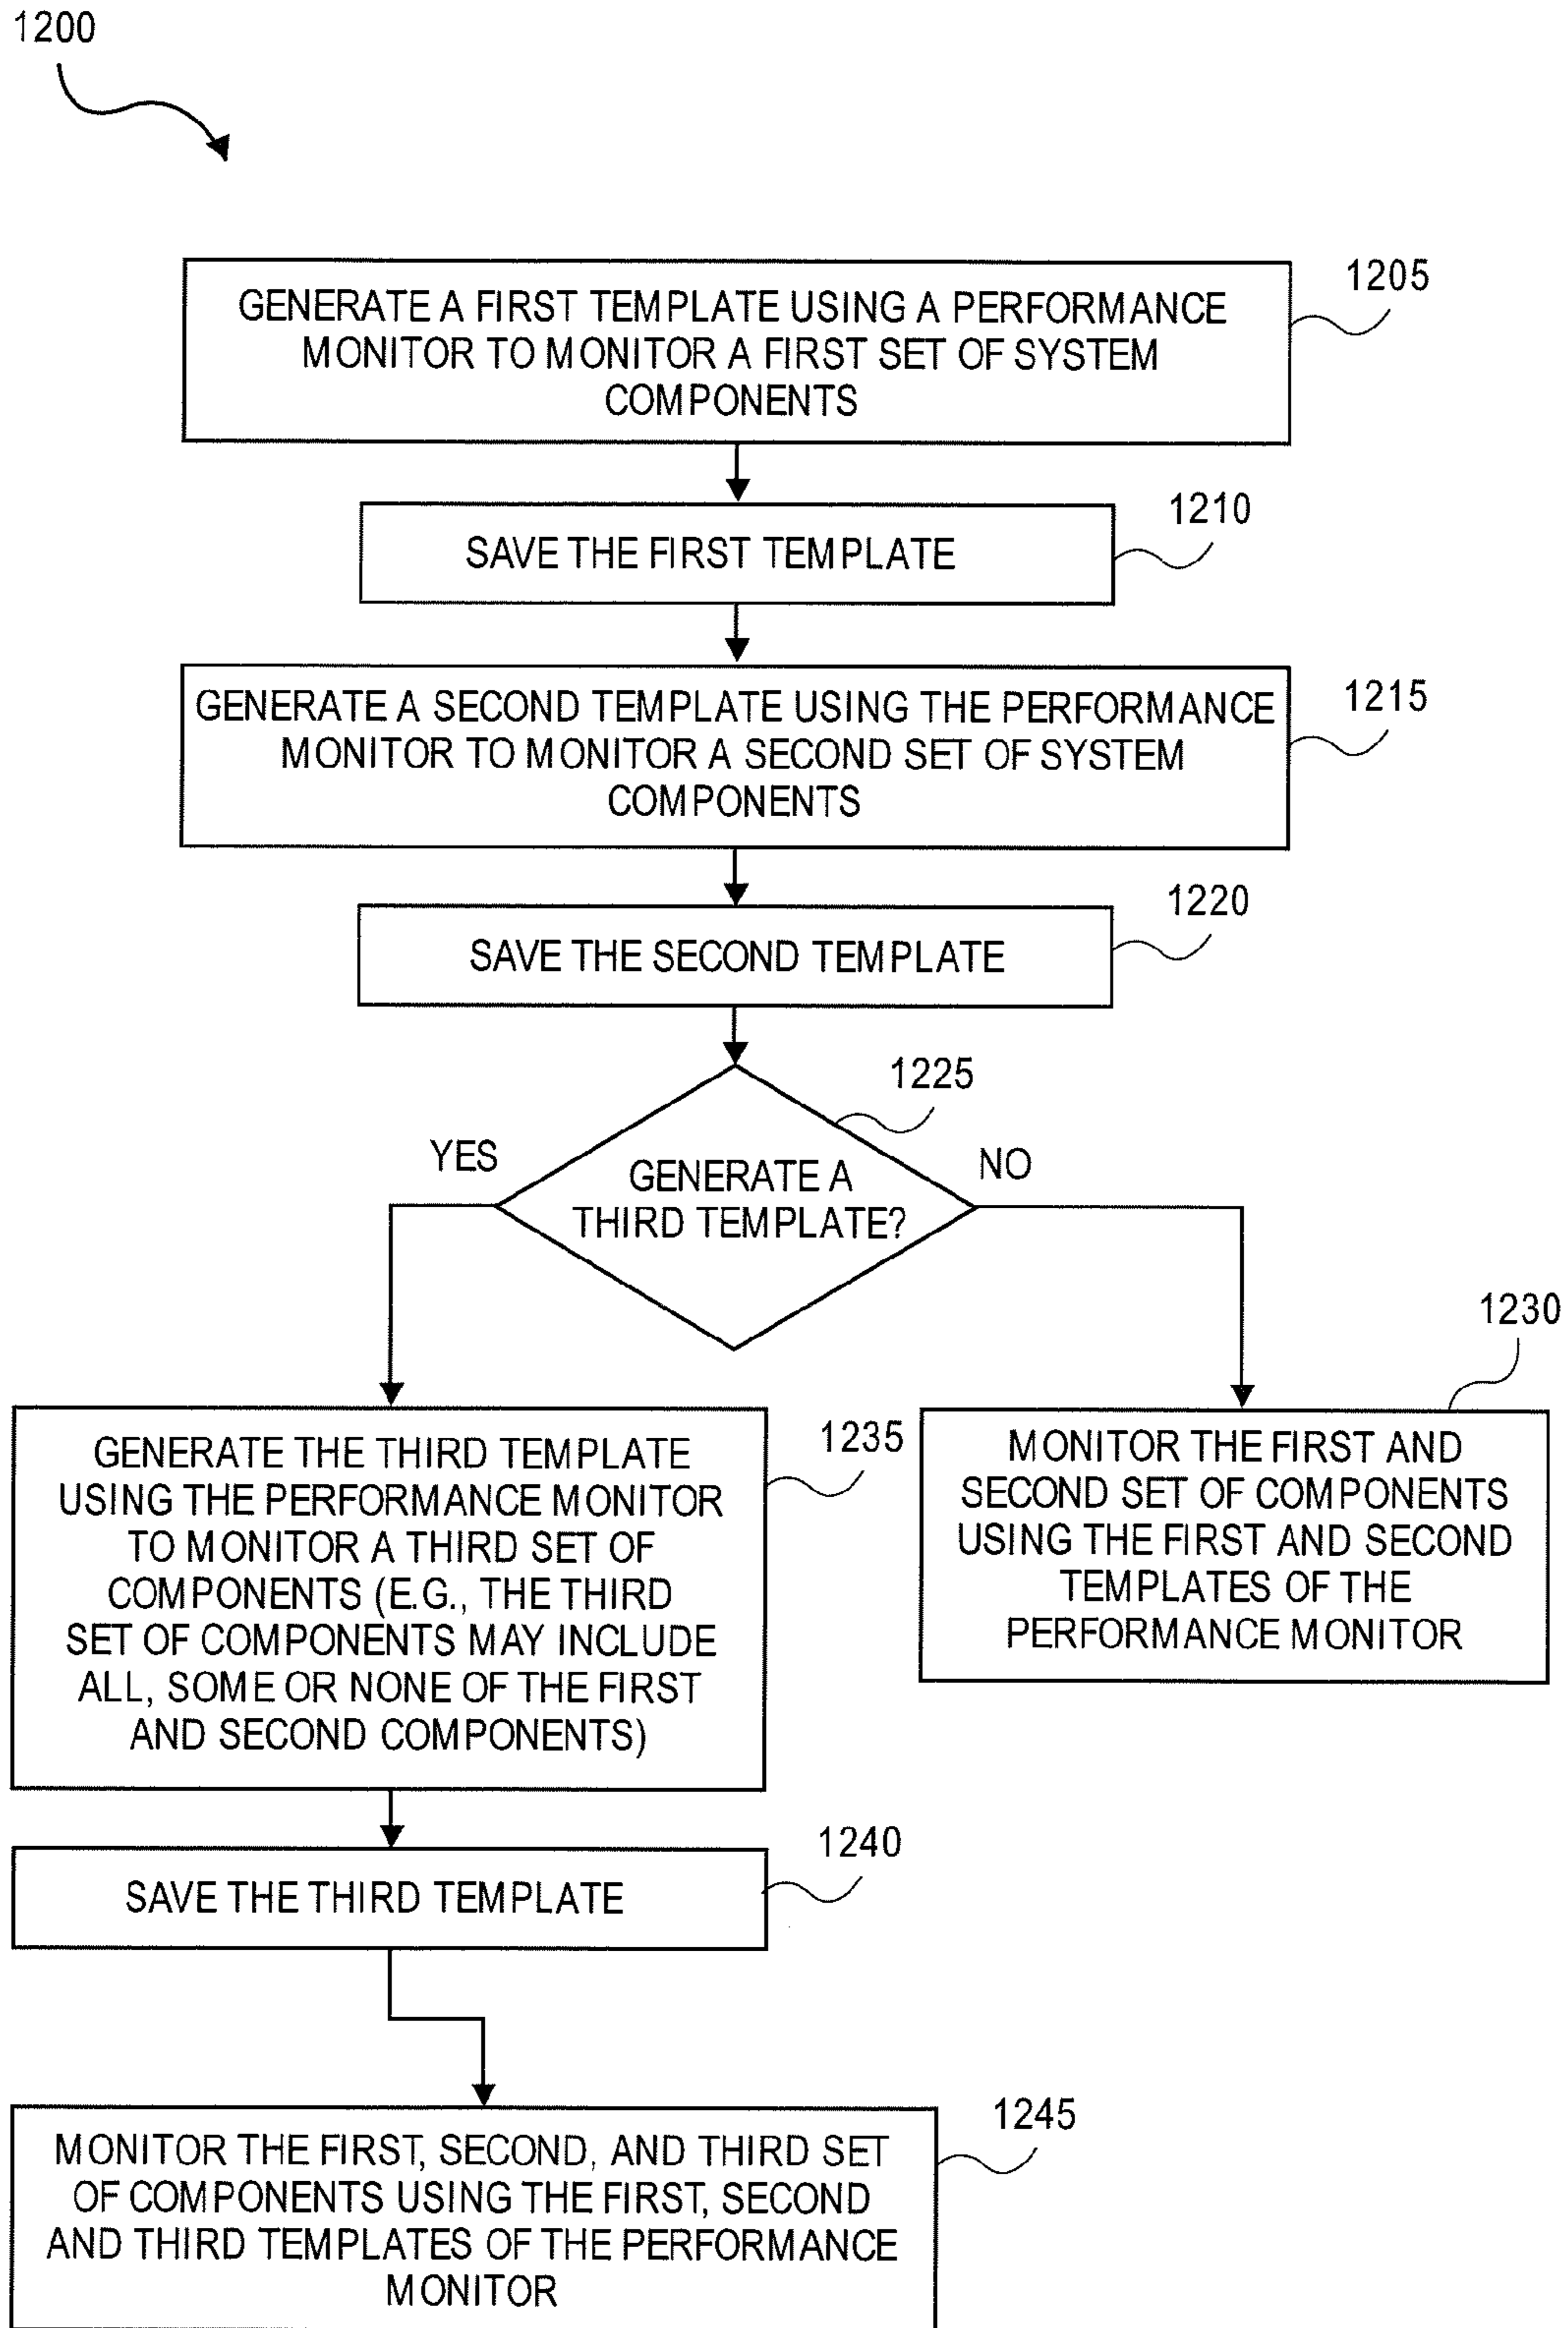 1200
1205
GENERATE A FIRST TEMPLATE USING A PERFORMANCE
MONITOR TO MONITOR A FIRST SET OF SYSTEM
COMPONENTS
1210
SAVE THE FIRST TEMPLATE
1215
GENERATE A SECOND TEMPLATE USING THE PERFORMANCE
MONITOR TO MONITOR A SECOND SET OF SYSTEM
COMPONENTS
1220
SAVE THE SECOND TEMPLATE
1225
YES
NO
GENERATE A
THIRD TEMPLATE?
1230
1235
GENERATE THE THIRD TEMPLATE
USING THE PERFORMANCE MONITOR
TO MONITOR A THIRD SET OF
COMPONENTS (E.G., THE THIRD
SET OF COMPONENTS MAY INCLUDE
ALL, SOME OR NONE OF THE FIRST
AND SECOND COMPONENTS)
MONITOR THE FIRST AND
SECOND SET OF COMPONENTS
USING THE FIRST AND SECOND
TEMPLATES OF THE
PERFORMANCE MONITOR
1240
SAVE THE THIRD TEMPLATE
1245
MONITOR THE FIRST, SECOND, AND THIRD SET
OF COMPONENTS USING THE FIRST, SECOND
AND THIRD TEMPLATES OF THE PERFORMANCE
MONITOR